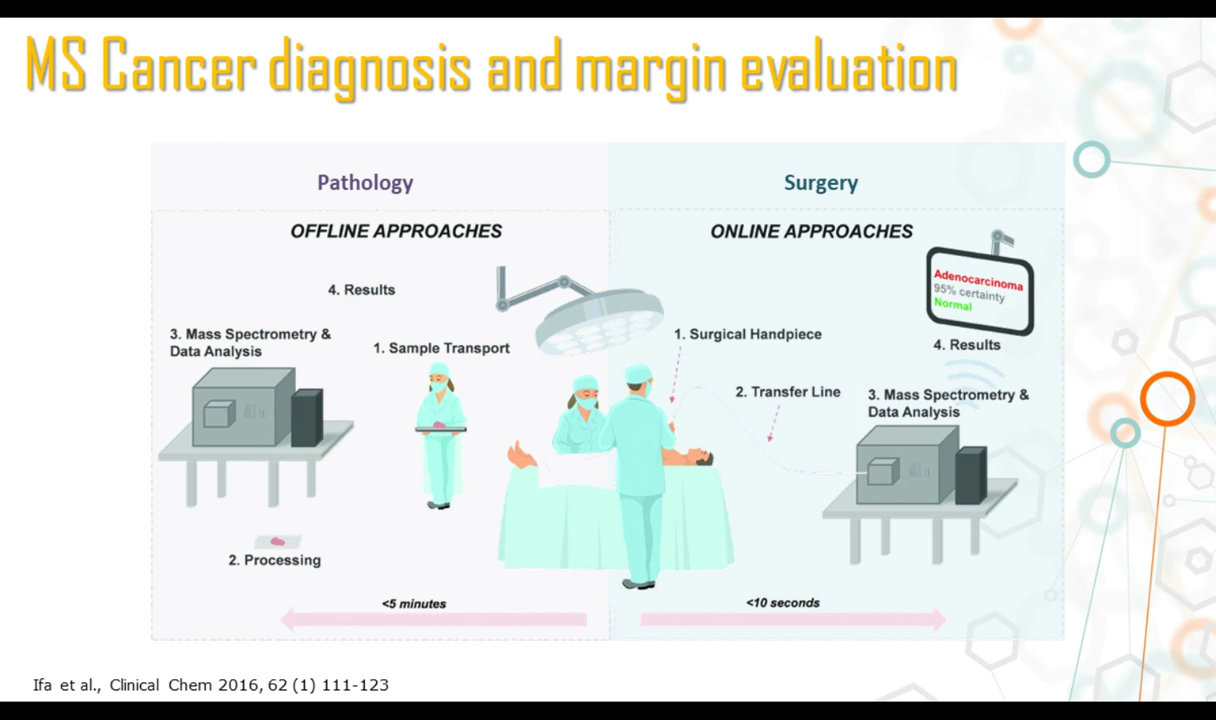 MS Cancer diagnosis and margin evaluation
Pathology
OFFLINE APPROACHES
4. Results
3. Mass Spectrometry &
Data Analysis
1. Sample Transport
2. Processing
<5 minutes
Surgery
ONLINE APPROACHES
Adenocarcinoma
95% certainty
Normal
4. Results
1. Surgical Handpiece
2. Transfer Line
3. Mass Spectrometry &
Data Analysis
<10 seconds
Ifa et al., Clinical Chem 2016, 62 (1) 111-123